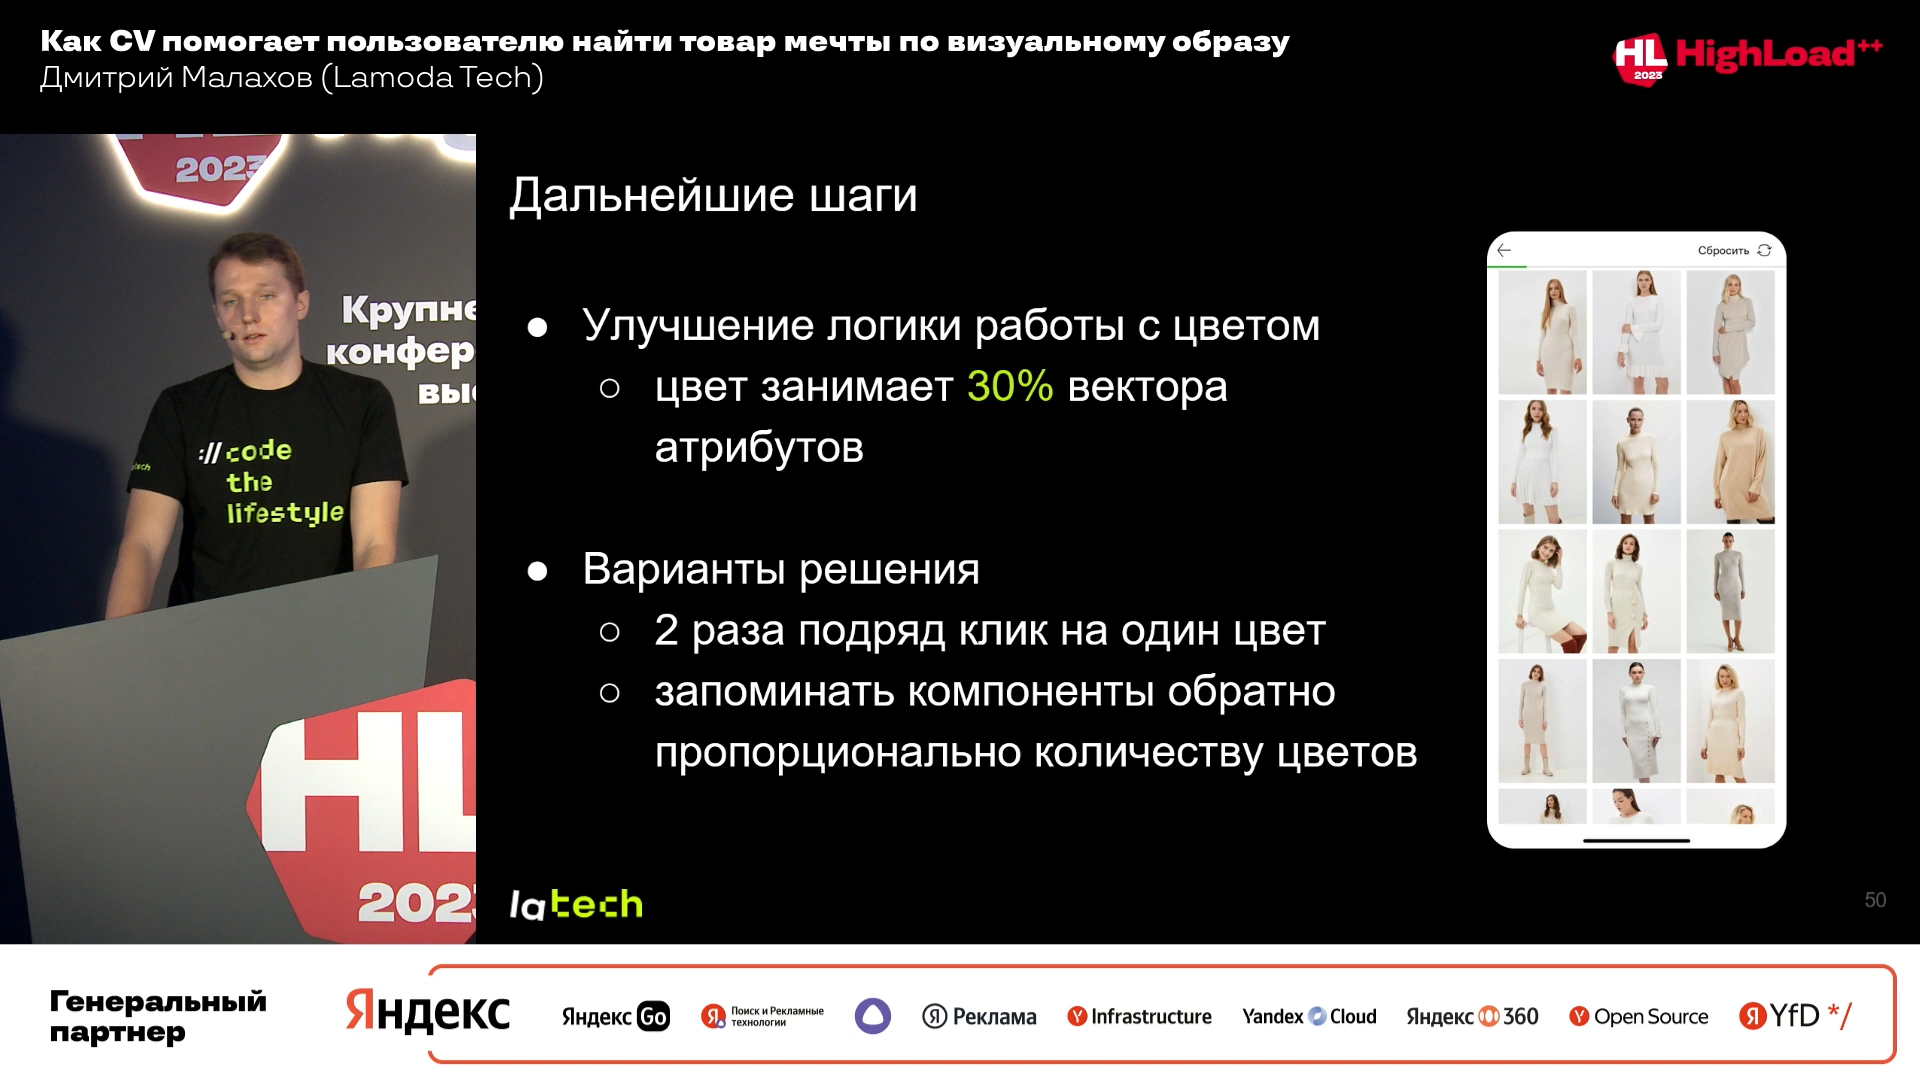 Как CV помогает пользователю найти товар мечты по визуальному образу
Дмитрий Малахов (Lamoda Tech)
HL
2023
HighLoad++
2023
Крупне
конфер
выс
:// code
the
lifestyle
HL
202
Дальнейшие шаги
● Улучшение логики работы с цветом
○ цвет занимает 30% вектора
атрибутов
● Варианты решения
○ 2 раза подряд клик на один цвет
○ запоминать компоненты обратно
пропорционально количеству цветов
latech
Сбросить
50
Генеральный
партнер
Яндекс
Яндекс Go
Поиск и Рекламные
технологии
Я Реклама
Y Infrastructure
Yandex Cloud
Яндекс 360
Y Open Source
Я YfD */